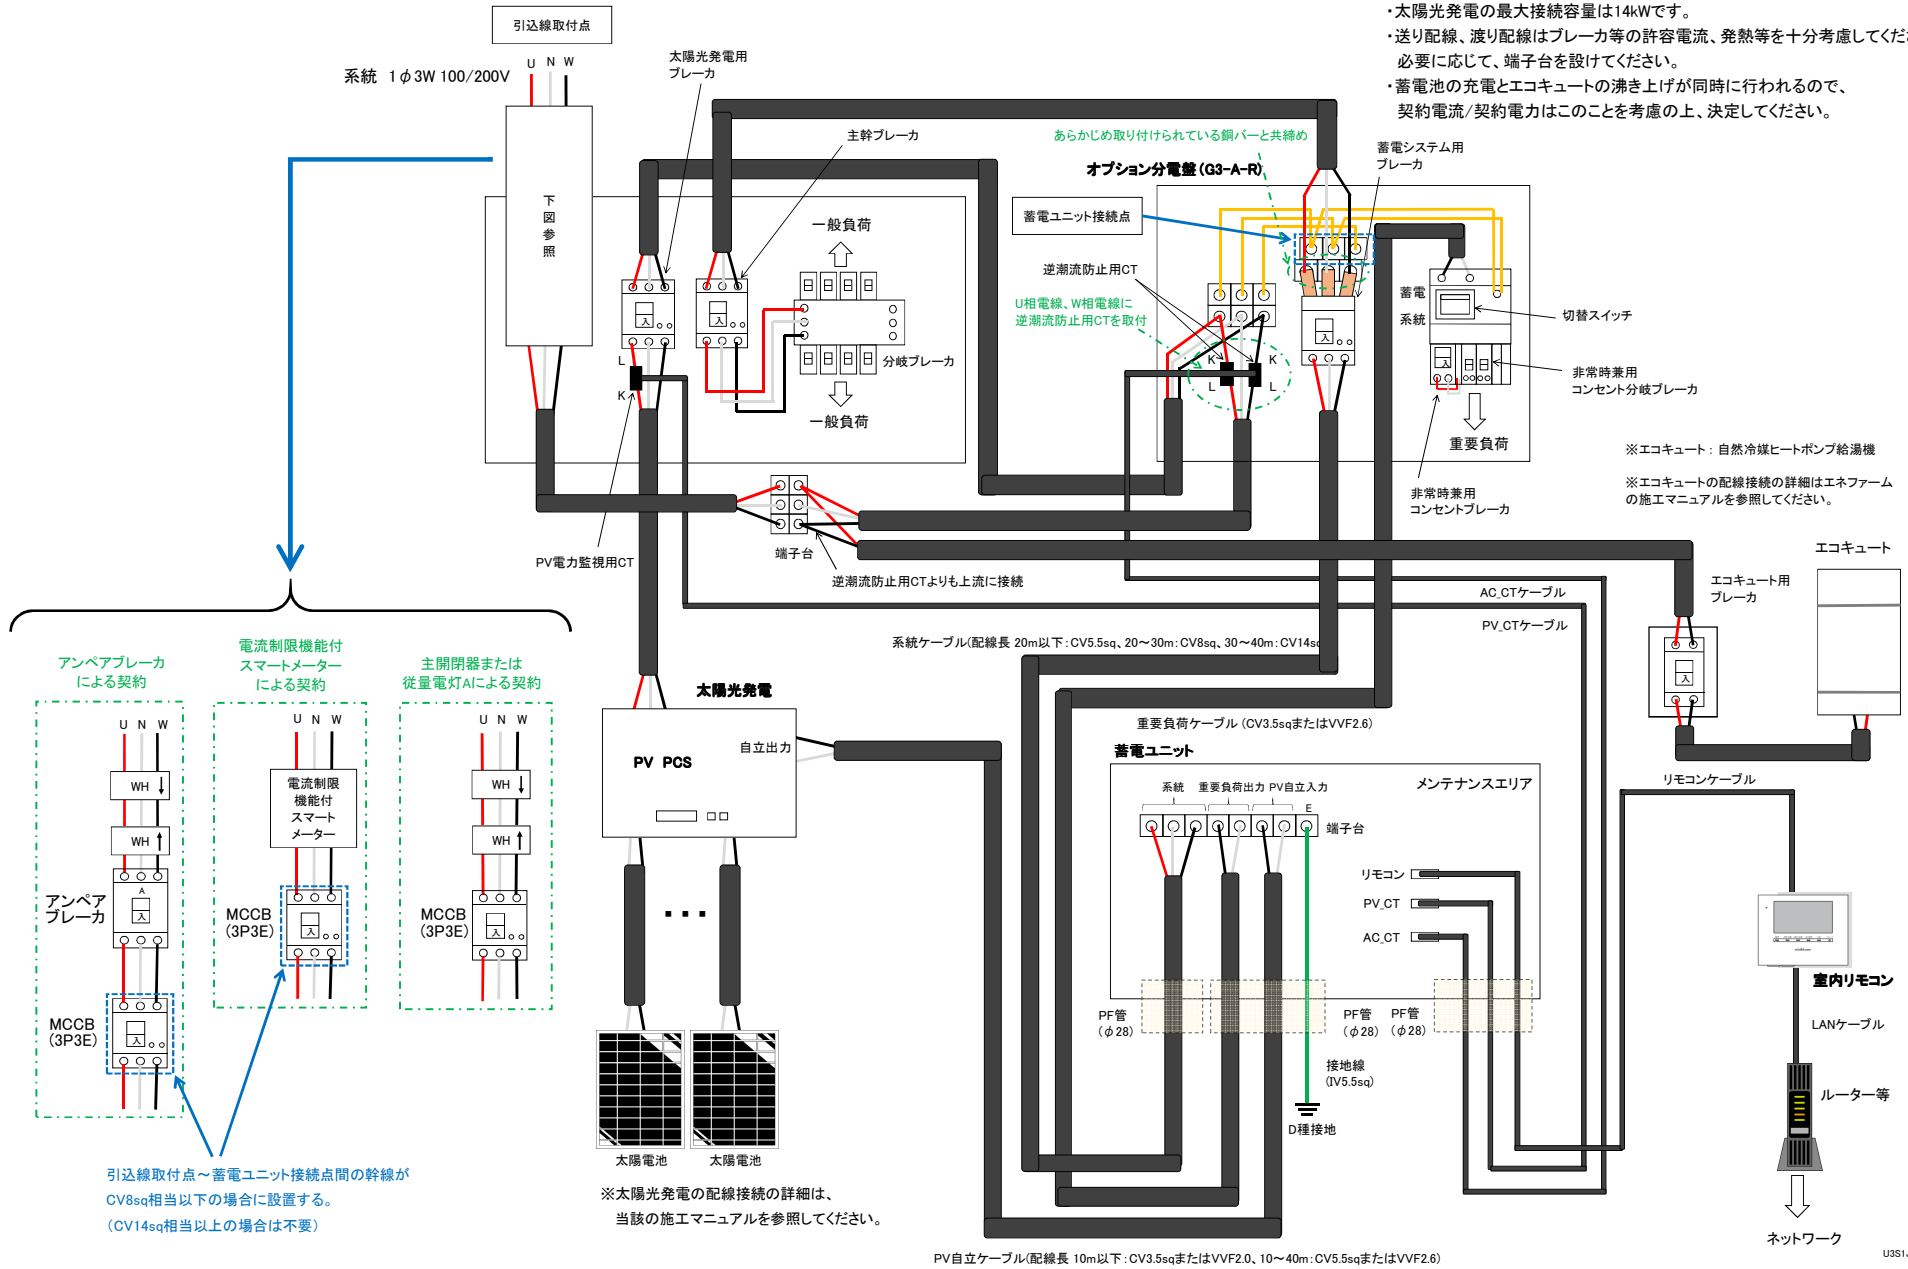 引込線取付点
系統 1φ3W 100/200V
U N W
下図参照
太陽光発電用
ブレーカ
主幹ブレーカ
一般負荷
分岐ブレーカ
一般負荷
入
入
L
K
PV電力監視用CT
端子台
逆潮流防止用CTよりも上流に接続
・太陽光発電の最大接続容量は14kWです。
・送り配線、渡り配線はブレーカ等の許容電流、発熱等を十分考慮してくだ
必要に応じて、端子台を設けてください。
・蓄電池の充電とエコキュートの沸き上げが同時に行われるので、
契約電流/契約電力はこのことを考慮の上、決定してください。
あらかじめ取り付けられている銅バーと共締め
オプション分電盤(G3-A-R)
蓄電システム用
ブレーカ
蓄電ユニット接続点
逆潮流防止用CT
U相電線、W相電線に
逆潮流防止用CTを取付
K
L
K
L
入
蓄電
系統
入
切替スイッチ
非常時兼用
コンセント分岐ブレーカ
重要負荷
非常時兼用
コンセントブレーカ
※エコキュート：自然冷媒ヒートポンプ給湯機
※エコキュートの配線接続の詳細はエネファーム
の施工マニュアルを参照してください。
エコキュート
エコキュート用
ブレーカ
入
AC_CTケーブル
PV_CTケーブル
系統ケーブル(配線長 20m以下：CV5.5sq、20～30m：CV8sq、30～40m：CV14sq
重要負荷ケーブル (CV3.5sqまたはVVF2.6)
アンペアブレーカ
による契約
U N W
WH
WH
A
入
アンペア
ブレーカ
MCCB
(3P3E)
入
電流制限機能付
スマートメーター
による契約
U N W
電流制限
機能付
スマート
メーター
MCCB
(3P3E)
入
主開閉器または
従量電灯Aによる契約
U N W
WH
WH
MCCB
(3P3E)
入
引込線取付点～蓄電ユニット接続点間の幹線が
CV8sq相当以下の場合に設置する。
(CV14sq相当以上の場合は不要)
太陽光発電
PV PCS
自立出力
太陽電池
太陽電池
※太陽光発電の配線接続の詳細は、
当該の施工マニュアルを参照してください。
蓄電ユニット
メンテナンスエリア
系統 重要負荷出力 PV自立入力
E
端子台
リモコン
PV_CT
AC_CT
PF管
(φ28)
PF管
(φ28)
PF管
(φ28)
接地線
(IV5.5sq)
D種接地
リモコンケーブル
室内リモコン
LANケーブル
ルーター等
ネットワーク
PV自立ケーブル(配線長 10m以下：CV3.5sqまたはVVF2.0、10～40m：CV5.5sqまたはVVF2.6)
U3S1